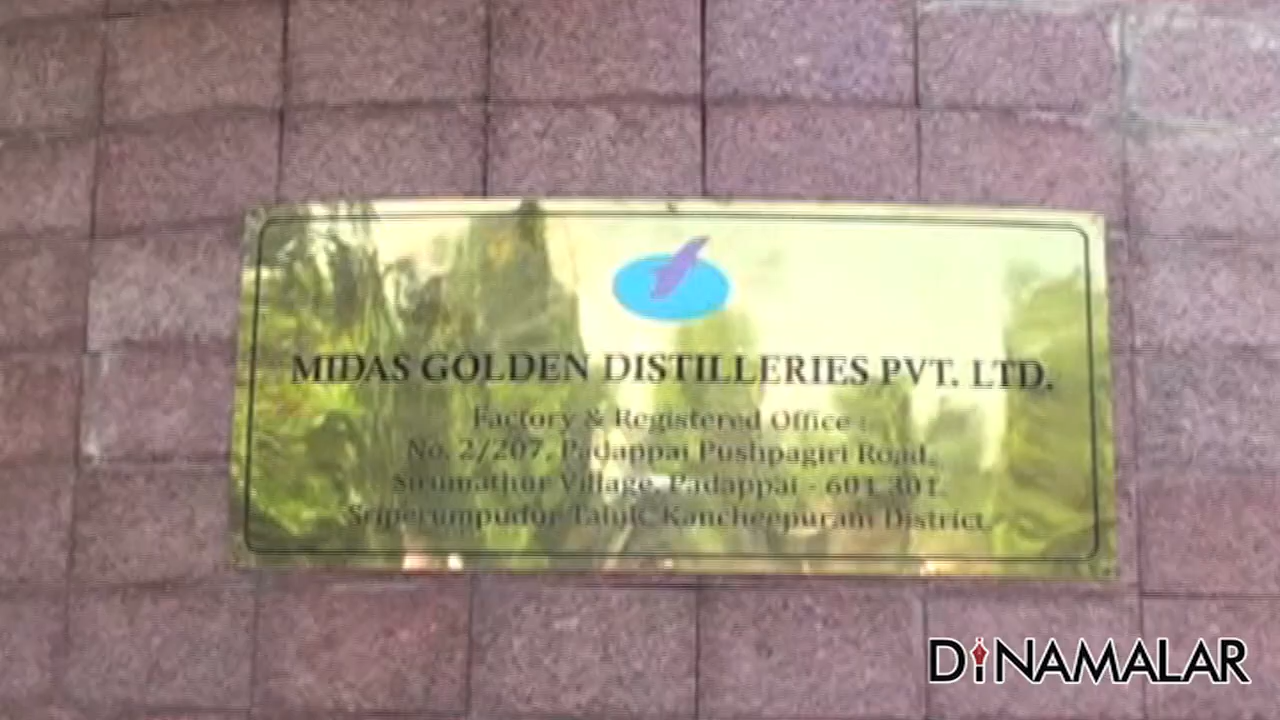 MIDAS GOLDEN DISTILLERIES PVT. LTD.
Factory & Registered Office :
No. 2/207, Padappai Pushpagiri Road,
Sirumathur Village, Padappai - 601 301.
Sriperumpudur Taluk, Kancheepuram District.
DINAMALAR